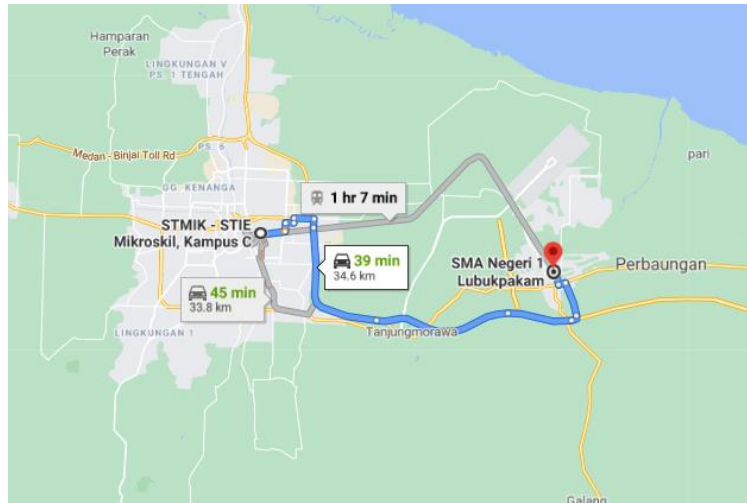 Hamparan
Perak
LINGKUNGAN V
PS. 1 TENGAH
Medan - Binjai Toll Rd
PS. 6
pari
GG. KENANGA
1 hr 7 min
STMIK - STIE
Mikroskil, Kampus C
39 min
34.6 km
SMA Negeri 1
Lubukpakam
Perbaungan
45 min
33.8 km
LINGKUNGAN 1
Tanjungmorawa
Galang